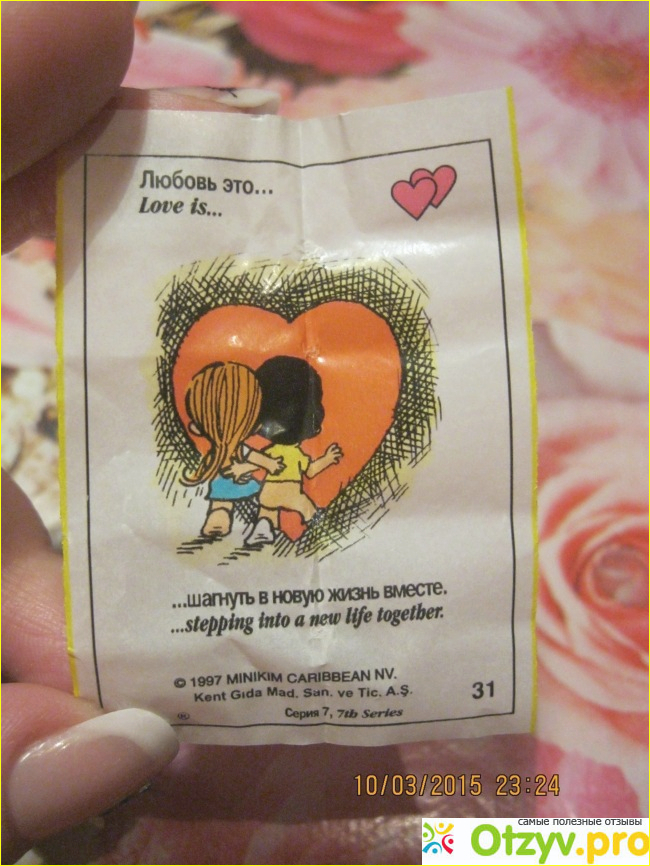 Любовь это...
Love is...
...шагнуть в новую жизнь вместе.
...stepping into a new life together.
© 1997 MINIKIM CARIBBEAN NV.
Kent Gıda Mad. San. ve Tic. A.Ş.
31
® Серия 7, 7th Series
10/03/2015 23:24
самые полезные отзывы
Otzyv.pro